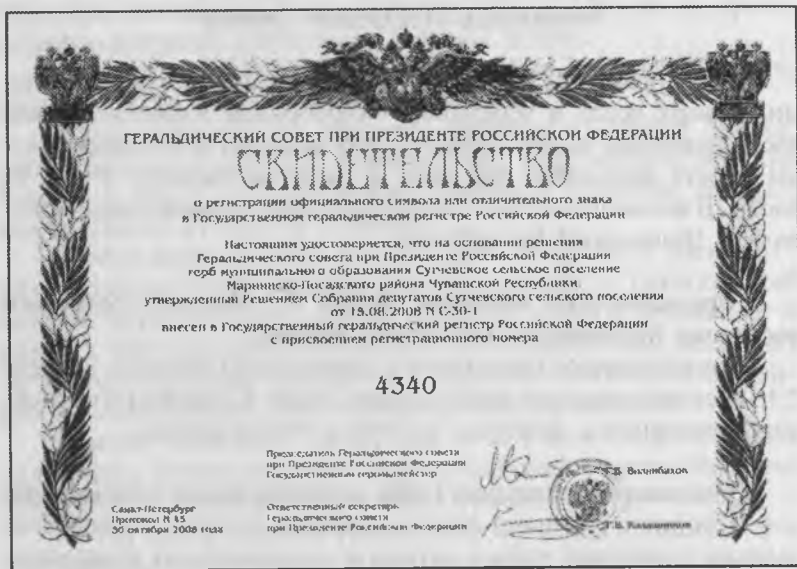 ГЕРАЛЬДИЧЕСКИЙ СОВЕТ ПРИ ПРЕЗИДЕНТЕ РОССИЙСКОЙ ФЕДЕРАЦИИ
СВИДЕТЕЛЬСТВО
о регистрации официального символа или отличительного знака
в Государственном геральдическом регистре Российской Федерации
Настоящим удостоверяется, что на основании решения
Геральдического совета при Президенте Российской Федерации
герб муниципального образования Сутчевское сельское поселение
Мариинско-Посадского района Чувашской Республики,
утвержденный Решением Собрания депутатов Сутчевского сельского поселения
от 15.08.2008 N С-30-1
внесен в Государственный геральдический регистр Российской Федерации
с присвоением регистрационного номера
4340
Председатель Геральдического совета
при Президенте Российской Федерации
Государственный герольдмейстер
Г.В. Вилинбахов
Санкт-Петербург
Протокол N 45
30 октября 2008 года
Ответственный секретарь
Геральдического совета
при Президенте Российской Федерации
Г.В. Калашников